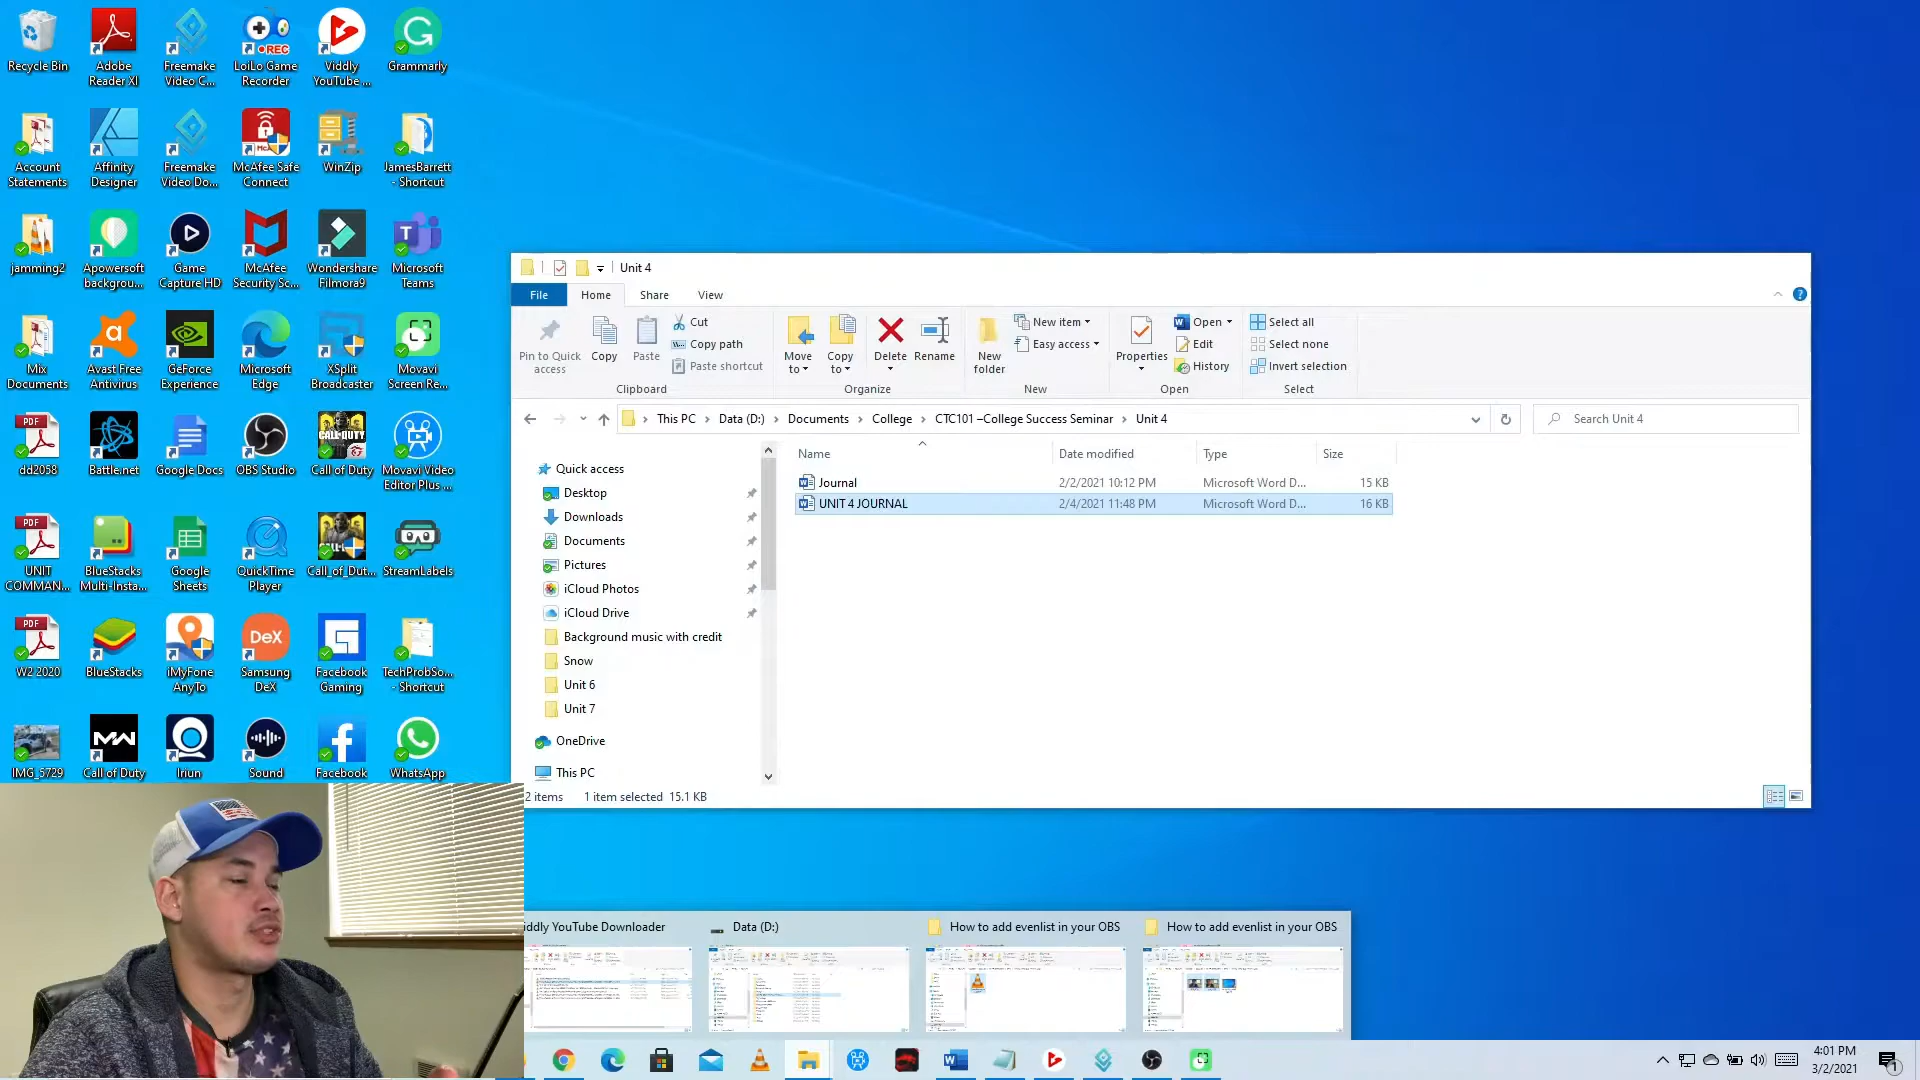 Recycle Bin
Adobe
Reader XI
Freemake
Video C...
REC
LoiLo Game
Recorder
Viddly
YouTube ...
Grammarly
Account
Statements
Affinity
Designer
Freemake
Video Do...
McAfee Safe
Connect
WinZip
JamesBarrett
- Shortcut
jamming2
Apowersoft
backgrou...
Game
Capture HD
McAfee
Security Sc...
Wondershare
Filmora9
Microsoft
Teams
Mix
Documents
Avast Free
Antivirus
GeForce
Experience
Microsoft
Edge
XSplit
Broadcaster
Movavi
Screen Re...
PDF
dd2058
Battle.net
Google Docs
OBS Studio
CALL·DUTY
Call of Duty
Movavi Video
Editor Plus ...
PDF
UNIT
COMMAN...
BlueStacks
Multi-Insta...
Google
Sheets
QuickTime
Player
Call_of_Dut...
StreamLabels
PDF
W2 2020
BlueStacks
iMyFone
AnyTo
DeX
Samsung
DeX
Facebook
Gaming
TechProbSo...
- Shortcut
IMG_5729
MW
Call of Duty
Iriun
Sound
Facebook
WhatsApp
Unit 4
File
Home
Share
View
Pin to Quick
access
Copy
Paste
Cut
Copy path
Paste shortcut
Clipboard
Move
to
Copy
to
Delete
Rename
Organize
New
folder
New item
Easy access
New
Properties
Open
Edit
History
Open
Select all
Select none
Invert selection
Select
This PC
Data (D:)
Documents
College
CTC101 –College Success Seminar
Unit 4
Search Unit 4
Name
Date modified
Type
Size
Journal
2/2/2021 10:12 PM
Microsoft Word D...
15 KB
UNIT 4 JOURNAL
2/4/2021 11:48 PM
Microsoft Word D...
16 KB
Quick access
Desktop
Downloads
Documents
Pictures
iCloud Photos
iCloud Drive
Background music with credit
Snow
Unit 6
Unit 7
OneDrive
This PC
2 items
1 item selected 15.1 KB
iddly YouTube Downloader
Data (D:)
How to add evenlist in your OBS
How to add evenlist in your OBS
4:01 PM
3/2/2021
1